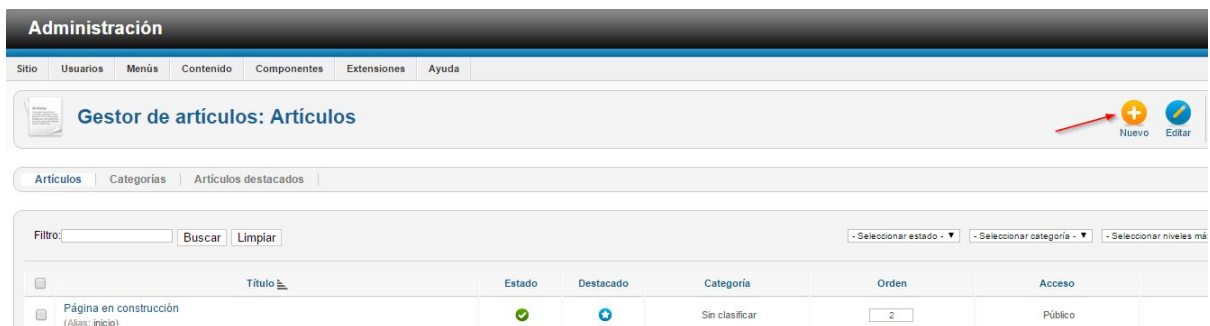 Administración
Sitio Usuarios Menús Contenido Componentes Extensiones Ayuda
Gestor de artículos: Artículos
Nuevo Editar
Artículos Categorías Artículos destacados
Filtro: Buscar Limpiar - Seleccionar estado - - Seleccionar categoría - - Seleccionar niveles má
Título Estado Destacado Categoría Orden Acceso
Página en construcción
(Alias: inicio) Sin clasificar 2 Público